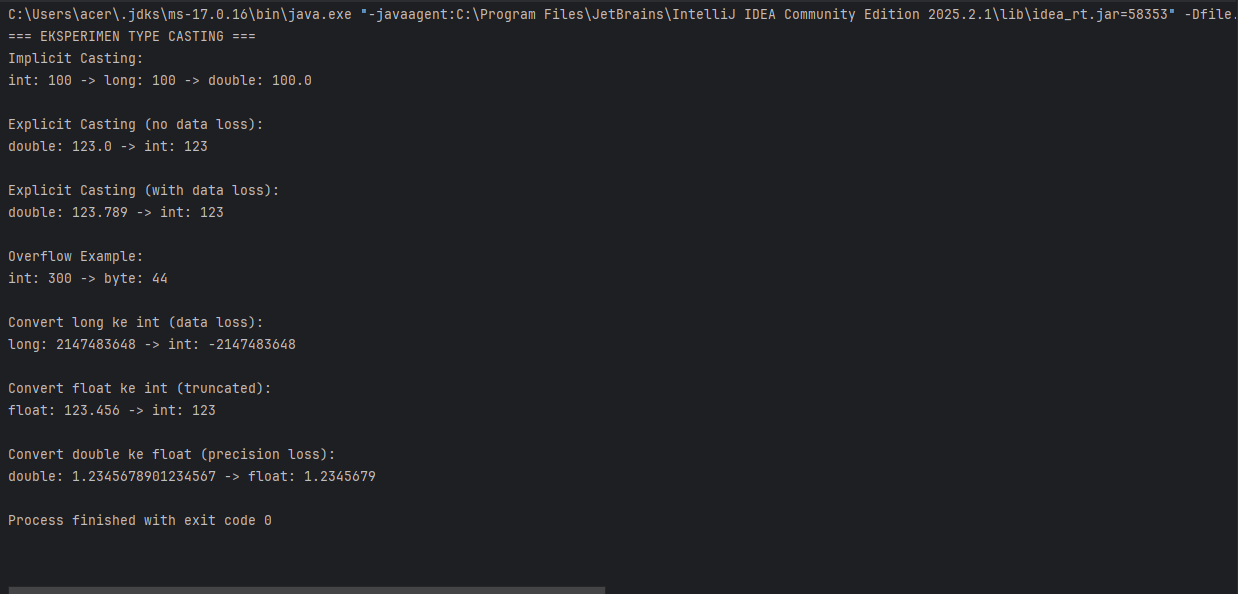 C:\Users\acer\.jdks\ms-17.0.16\bin\java.exe "-javaagent:C:\Program Files\JetBrains\IntelliJ IDEA Community Edition 2025.2.1\lib\idea_rt.jar=58353" -Dfile.
=== EKSPERIMEN TYPE CASTING ===
Implicit Casting:
int: 100 -> long: 100 -> double: 100.0
Explicit Casting (no data loss):
double: 123.0 -> int: 123
Explicit Casting (with data loss):
double: 123.789 -> int: 123
Overflow Example:
int: 300 -> byte: 44
Convert long ke int (data loss):
long: 2147483648 -> int: -2147483648
Convert float ke int (truncated):
float: 123.456 -> int: 123
Convert double ke float (precision loss):
double: 1.2345678901234567 -> float: 1.2345679
Process finished with exit code 0